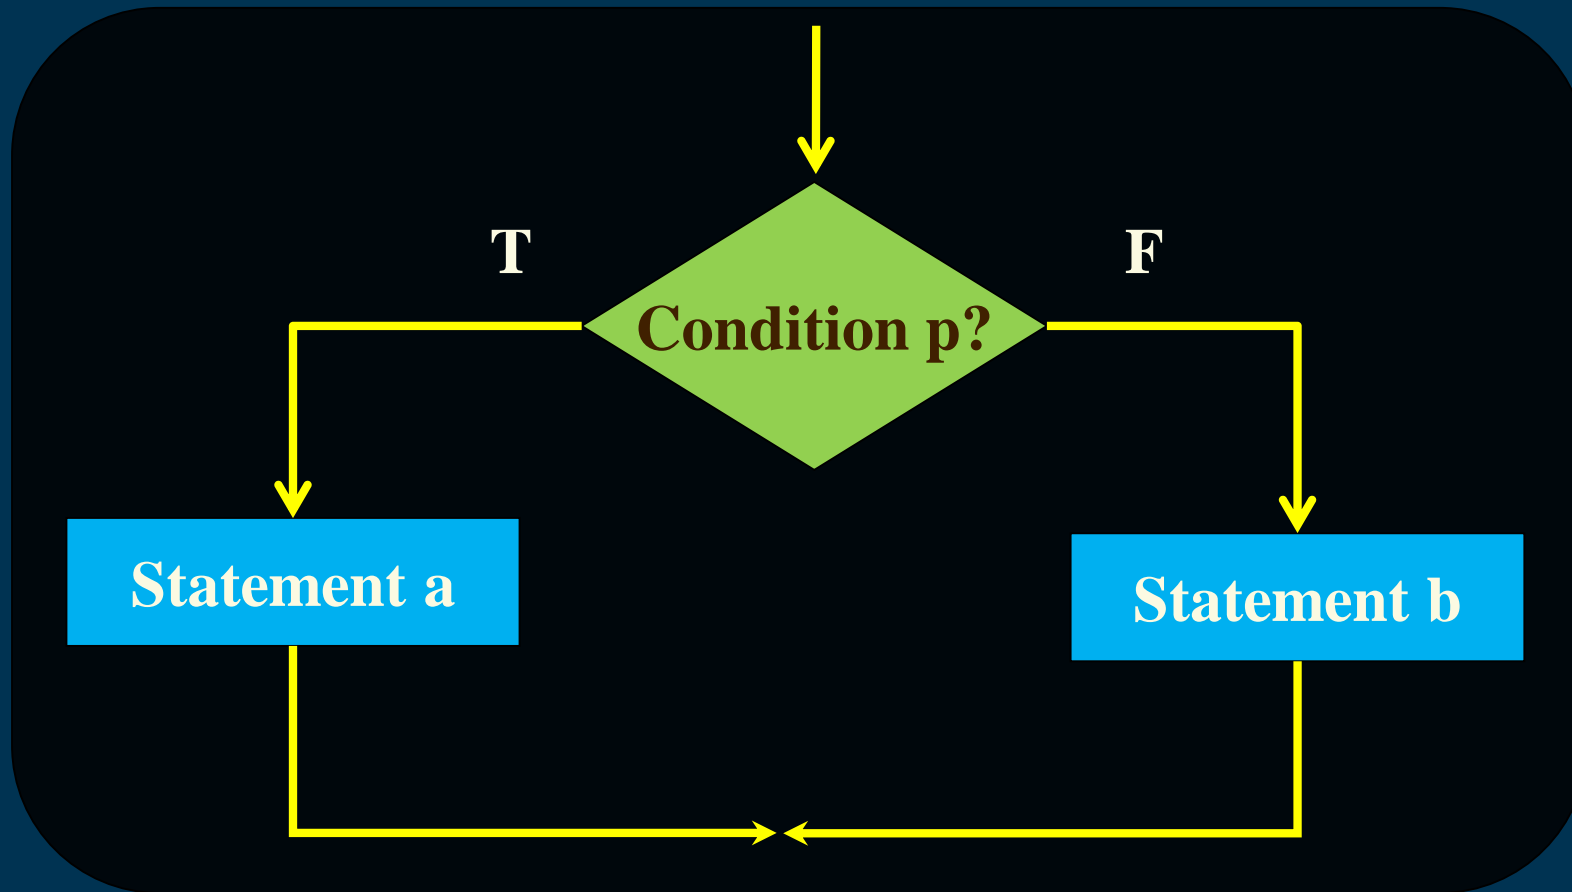 T
F
Condition p?
Statement a
Statement b